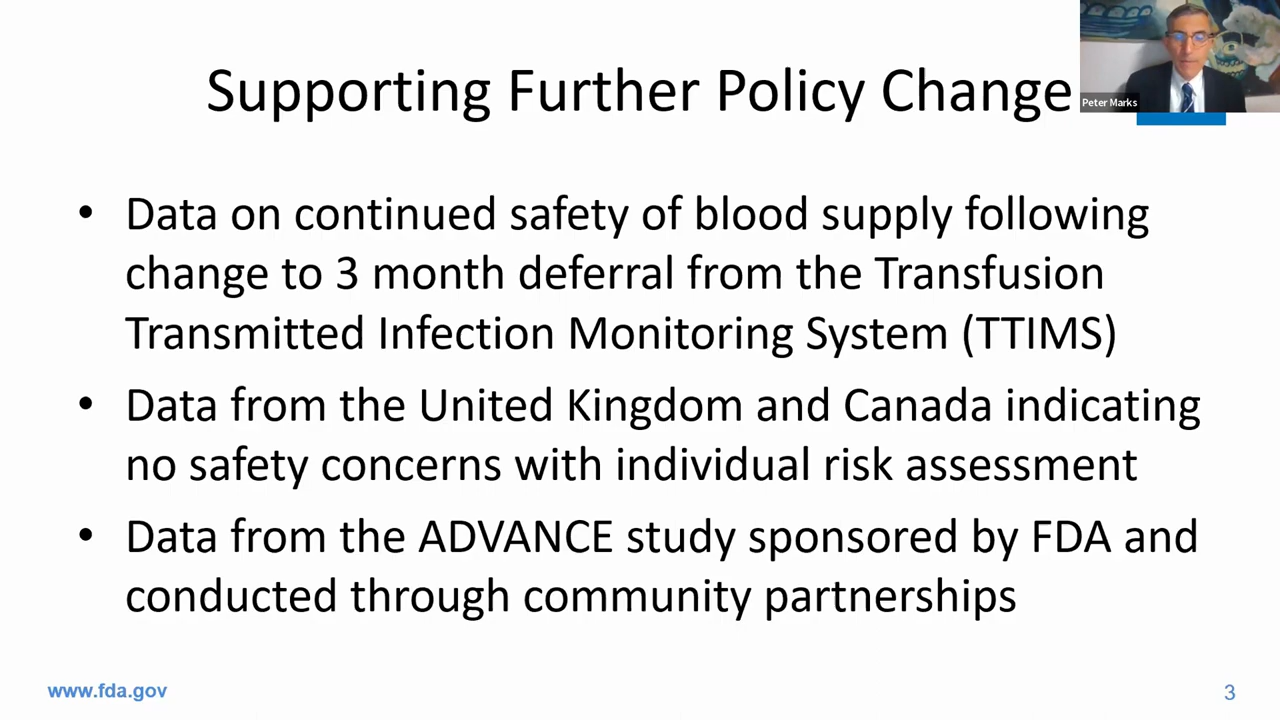 Supporting Further Policy Change
Peter Marks
• Data on continued safety of blood supply following
change to 3 month deferral from the Transfusion
Transmitted Infection Monitoring System (TTIMS)
• Data from the United Kingdom and Canada indicating
no safety concerns with individual risk assessment
• Data from the ADVANCE study sponsored by FDA and
conducted through community partnerships
www.fda.gov
3